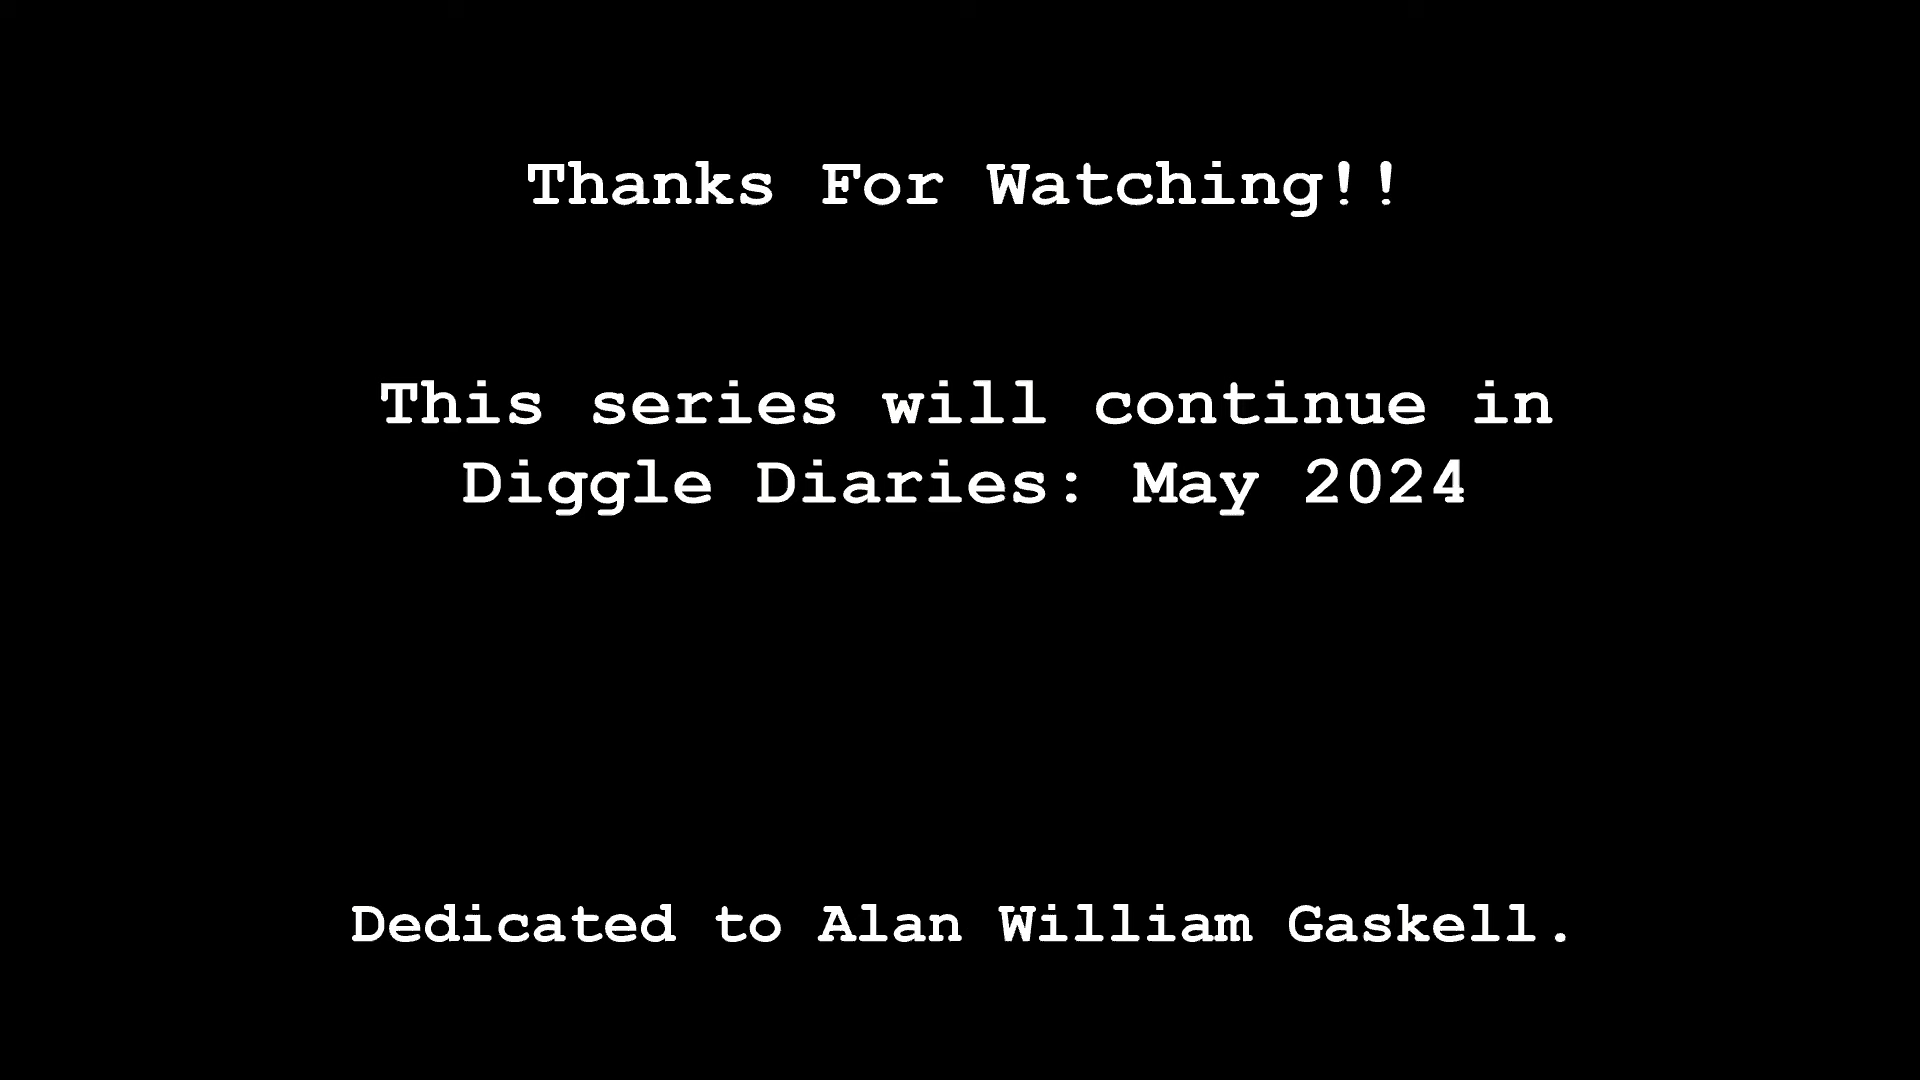 Thanks For Watching!!
This series will continue in
Diggle Diaries: May 2024
Dedicated to Alan William Gaskell.